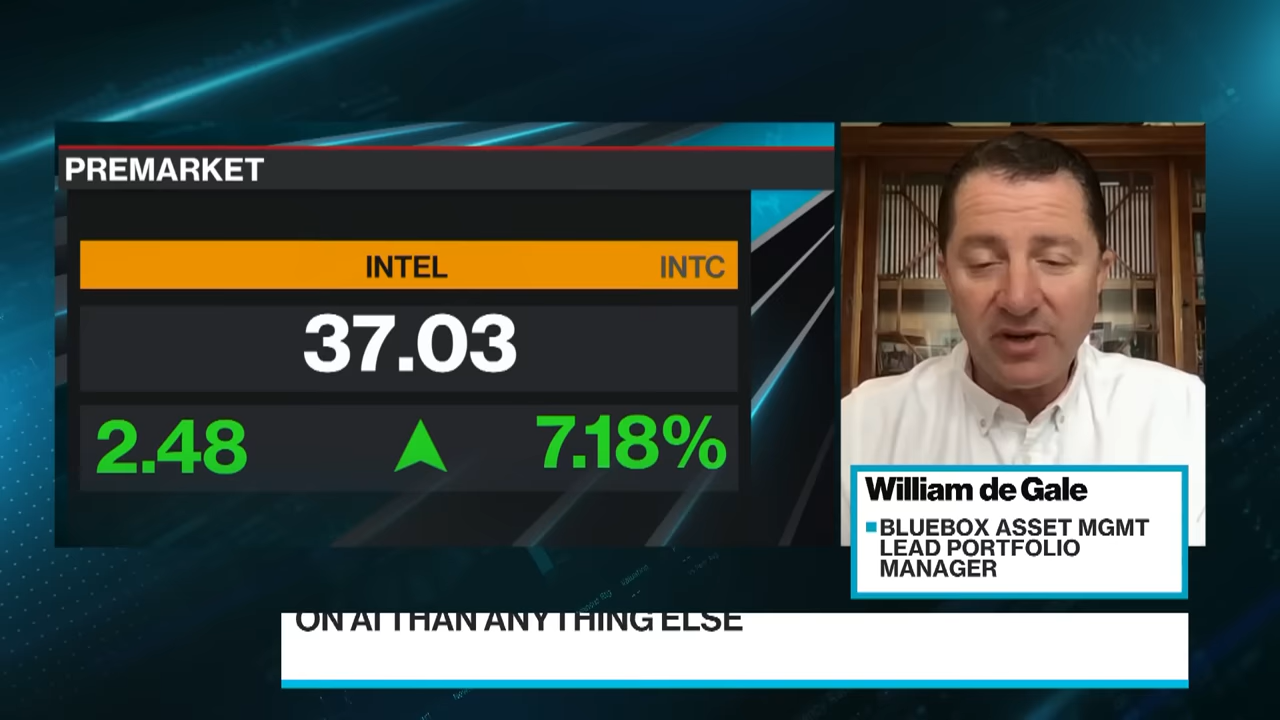 PREMARKET
INTEL INTC
37.03
2.48 7.18%
William de Gale
BLUEBOX ASSET MGMT
LEAD PORTFOLIO
MANAGER
ON AI THAN ANYTHING ELSE